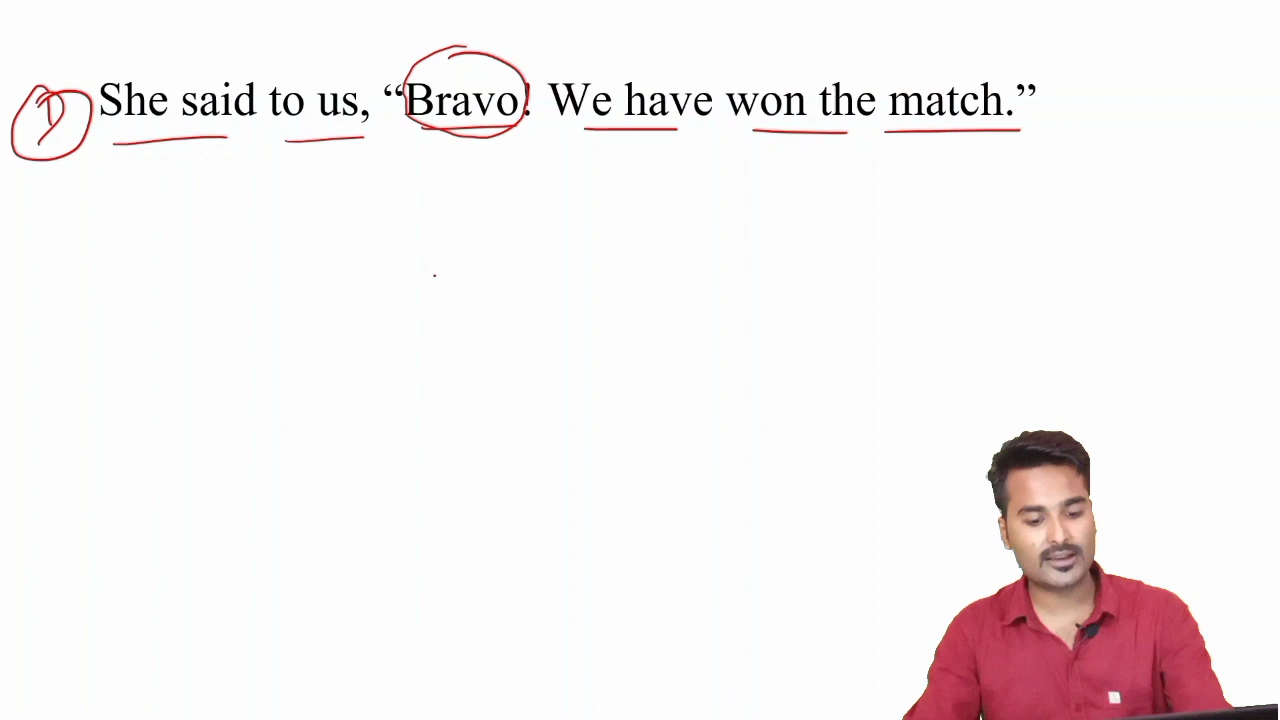 She said to us, “Bravo! We have won the match.”